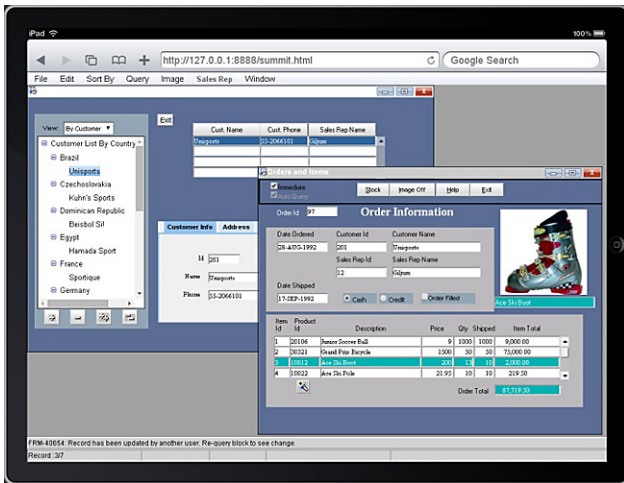 iPad 100%
http://127.0.0.1:8888/summit.html Google Search
File Edit Sort By Query Image Sales Rep Window
View: By Customer
Customer List By Country
Brazil
Unisports
Czechoslovakia
Kuhn's Sports
Dominican Republic
Beisbol Si!
Egypt
Hamada Sport
France
Sportique
Germany
Exit
Cust. Name Cust. Phone Sales Rep Name
Unisports 55-2066101 Giljum
Customer Info Address
Id 201
Name Unisports
Phone 55-2066101
Orders and Items
Immediate
Auto Query
Stock Image Off Help Exit
Order Id 97 Order Information
Date Ordered Customer Id Customer Name
28-AUG-1992 201 Unisports
Sales Rep Id Sales Rep Name
12 Giljum
Date Shipped
17-SEP-1992 Cash Credit Order Filled
Ace Ski Boot
Item Id Product Id Description Price Qty Shipped Item Total
1 20106 Junior Soccer Ball 9 1000 1000 9,000.00
2 30321 Grand Prix Bicycle 1500 50 50 75,000.00
3 10012 Ace Ski Boot 200 13 10 2,000.00
4 10022 Ace Ski Pole 21.95 10 10 219.50
Order Total 87,719.50
FRM-40654: Record has been updated by another user. Re-query block to see change.
Record: 3/7